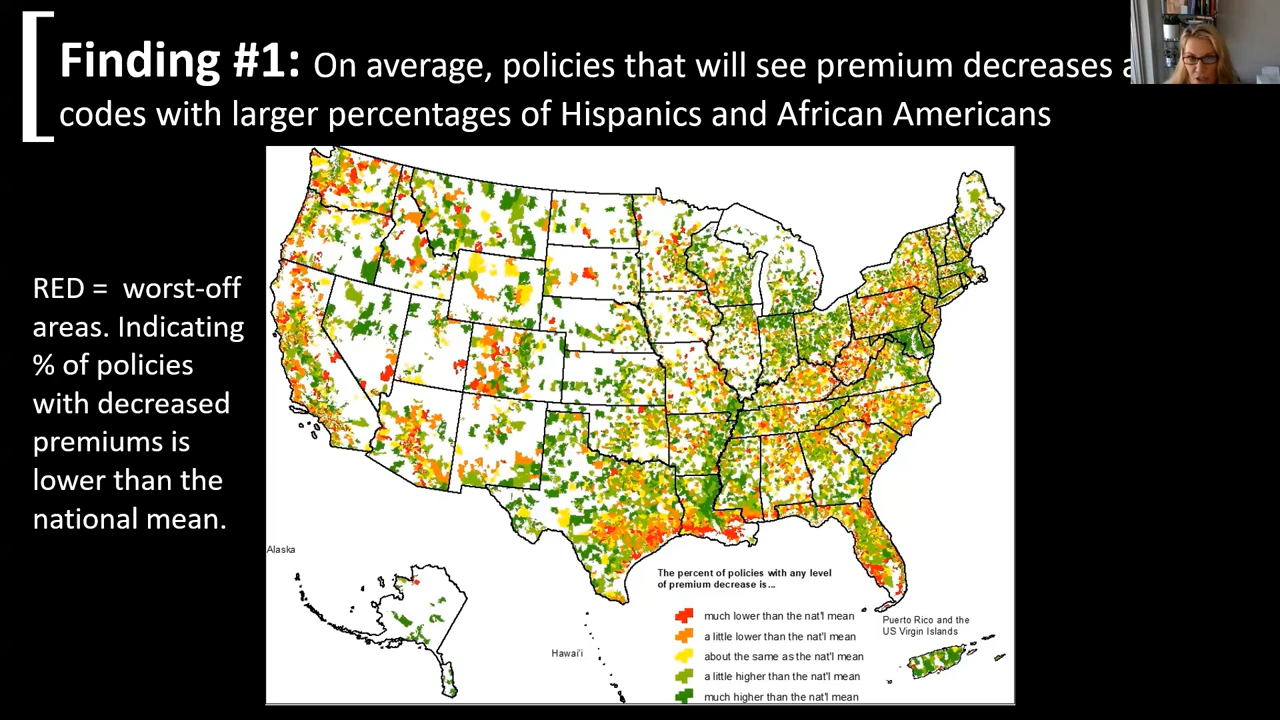 Finding #1: On average, policies that will see premium decreases a
codes with larger percentages of Hispanics and African Americans
RED = worst-off
areas. Indicating
% of policies
with decreased
premiums is
lower than the
national mean.
Alaska
Hawai'i
The percent of policies with any level
of premium decrease is...
much lower than the nat'l mean
a little lower than the nat'l mean
about the same as the nat'l mean
a little higher than the nat'l mean
much higher than the nat'l mean
Puerto Rico and the
US Virgin Islands